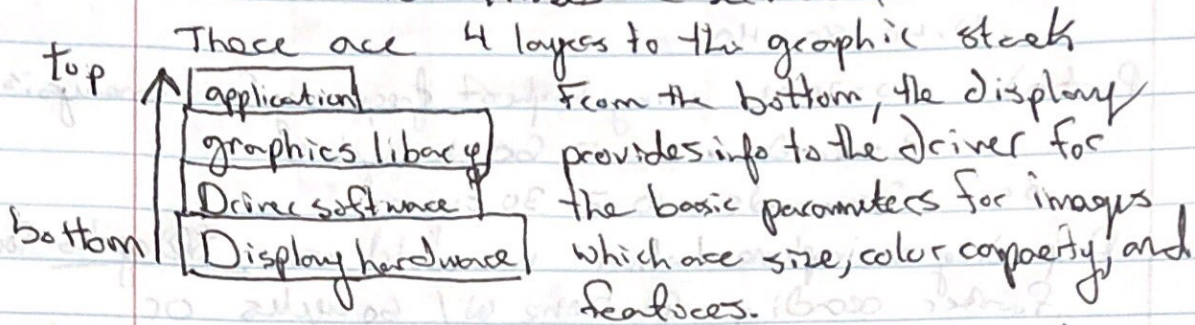 There are 4 layers to the graphic stack
top
application
From the bottom, the display
graphics libary
provides info to the driver for
Driver software
the basic parameters for images
bottom
Display hardware
which are size, color capacity, and
features.